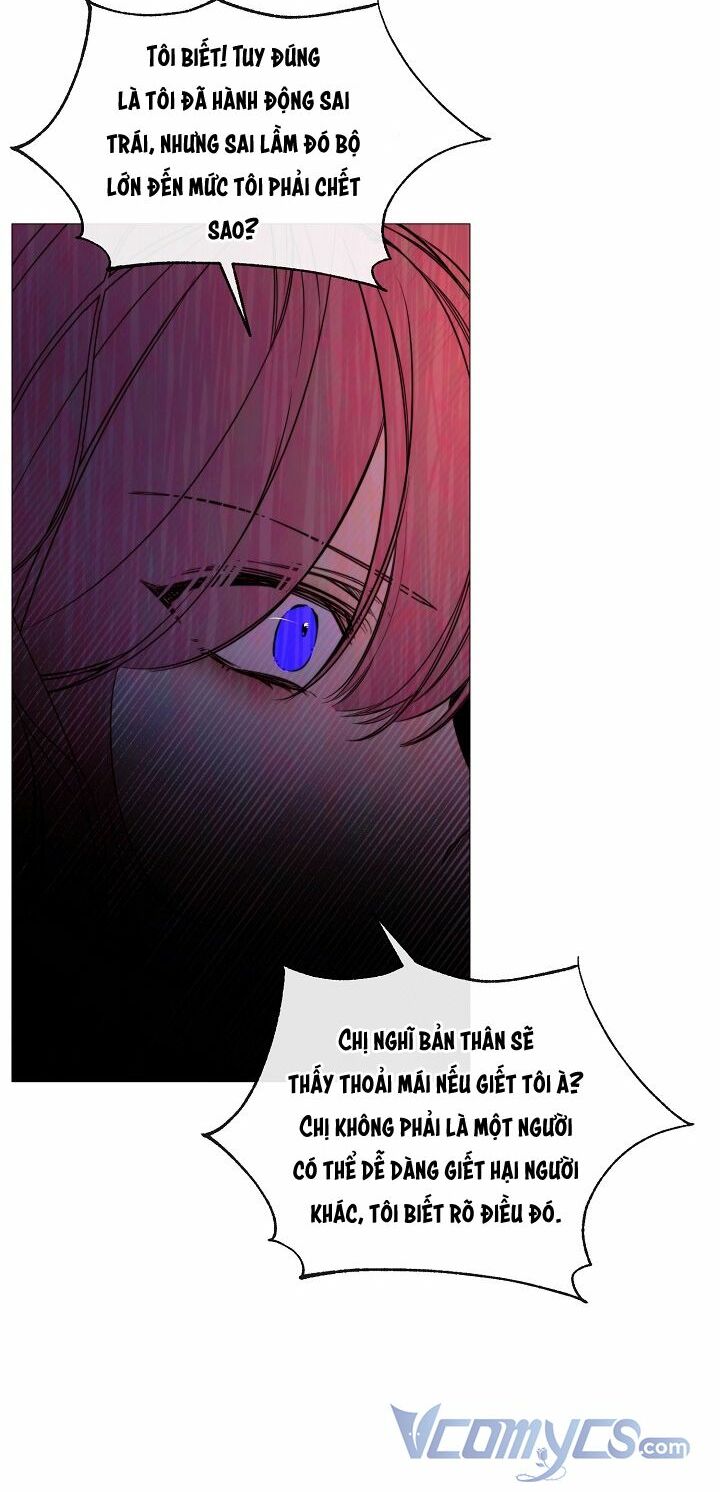 TÔI BIẾT! TUY ĐÚNG
LÀ TÔI ĐÃ HÀNH ĐỘNG SAI
TRÁI, NHƯNG SAI LẦM ĐÓ BỘ
LỚN ĐẾN MỨC TÔI PHẢI CHẾT
SAO?
CHỊ NGHĨ BẢN THÂN SẼ
THẤY THOẢI MÁI NẾU GIẾT TÔI À?
CHỊ KHÔNG PHẢI LÀ MỘT NGƯỜI
CÓ THỂ DỄ DÀNG GIẾT HẠI NGƯỜI
KHÁC, TÔI BIẾT RÕ ĐIỀU ĐÓ.
VCOMYCS.com